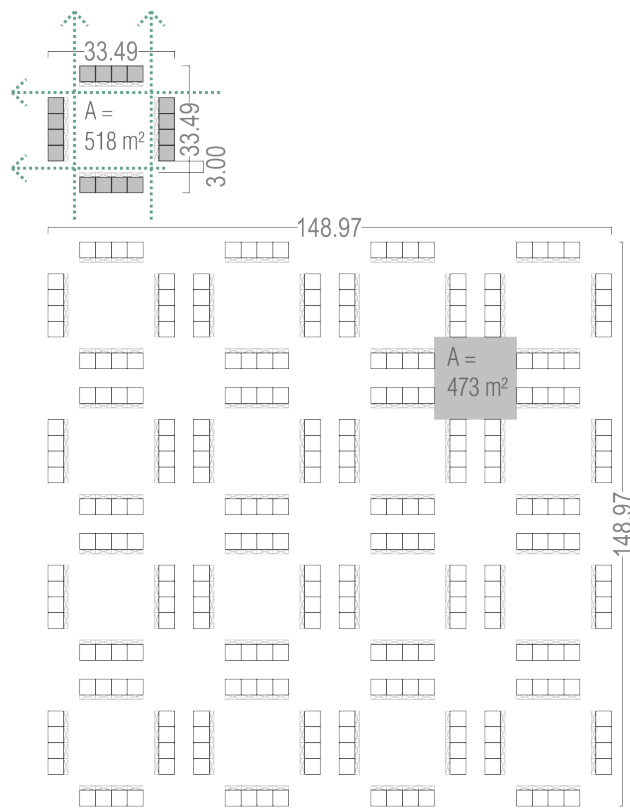 33.49
A =
518 m²
33.49
3.00
148.97
A =
473 m²
148.97